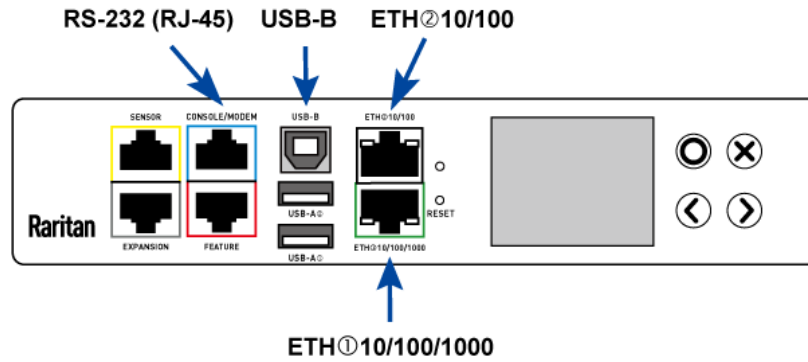 RS-232 (RJ-45) USB-B ETH②10/100
SENSOR CONSOLE/MODEM USB-B ETH②10/100
USB-A②
RESET
Raritan
EXPANSION FEATURE USB-A① ETH①10/100/1000
ETH①10/100/1000